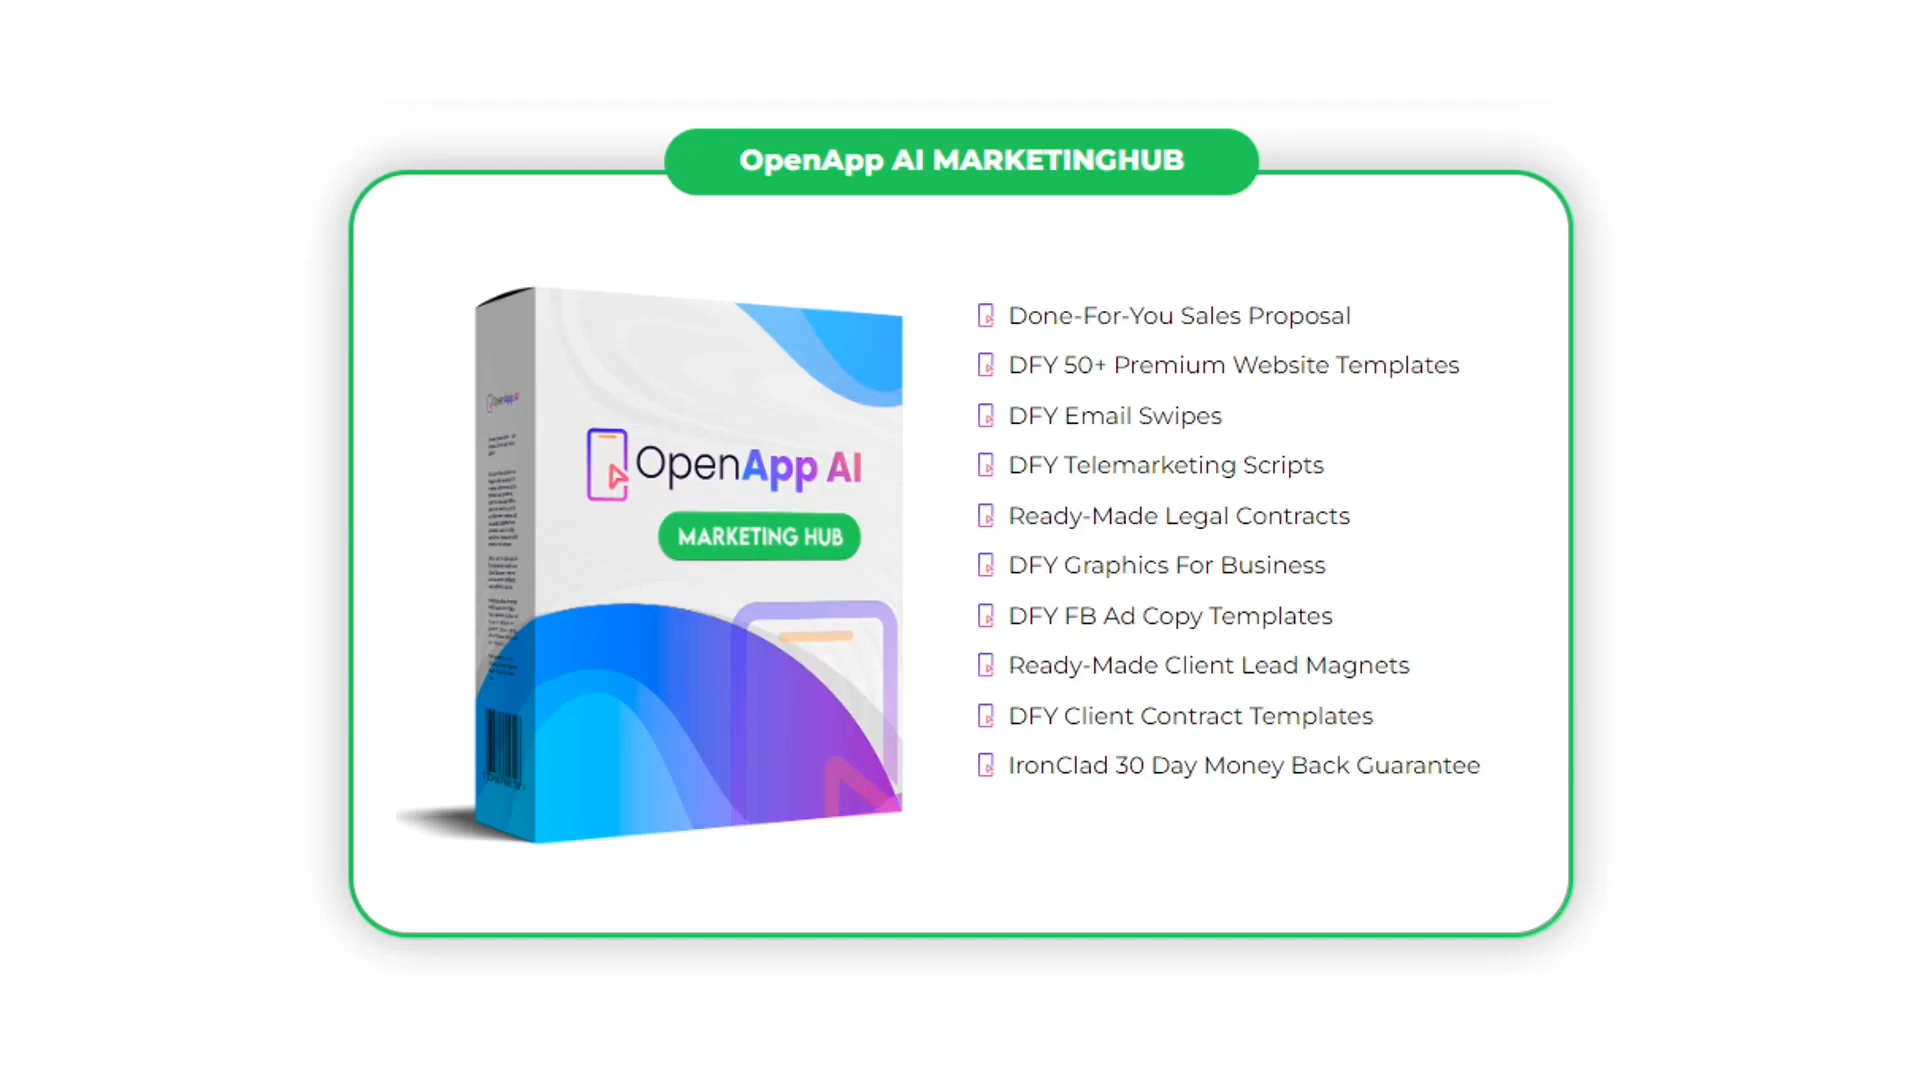 OpenApp AI MARKETINGHUB
OpenApp AI
OpenApp AI
MARKETING HUB
Done-For-You Sales Proposal
DFY 50+ Premium Website Templates
DFY Email Swipes
DFY Telemarketing Scripts
Ready-Made Legal Contracts
DFY Graphics For Business
DFY FB Ad Copy Templates
Ready-Made Client Lead Magnets
DFY Client Contract Templates
IronClad 30 Day Money Back Guarantee